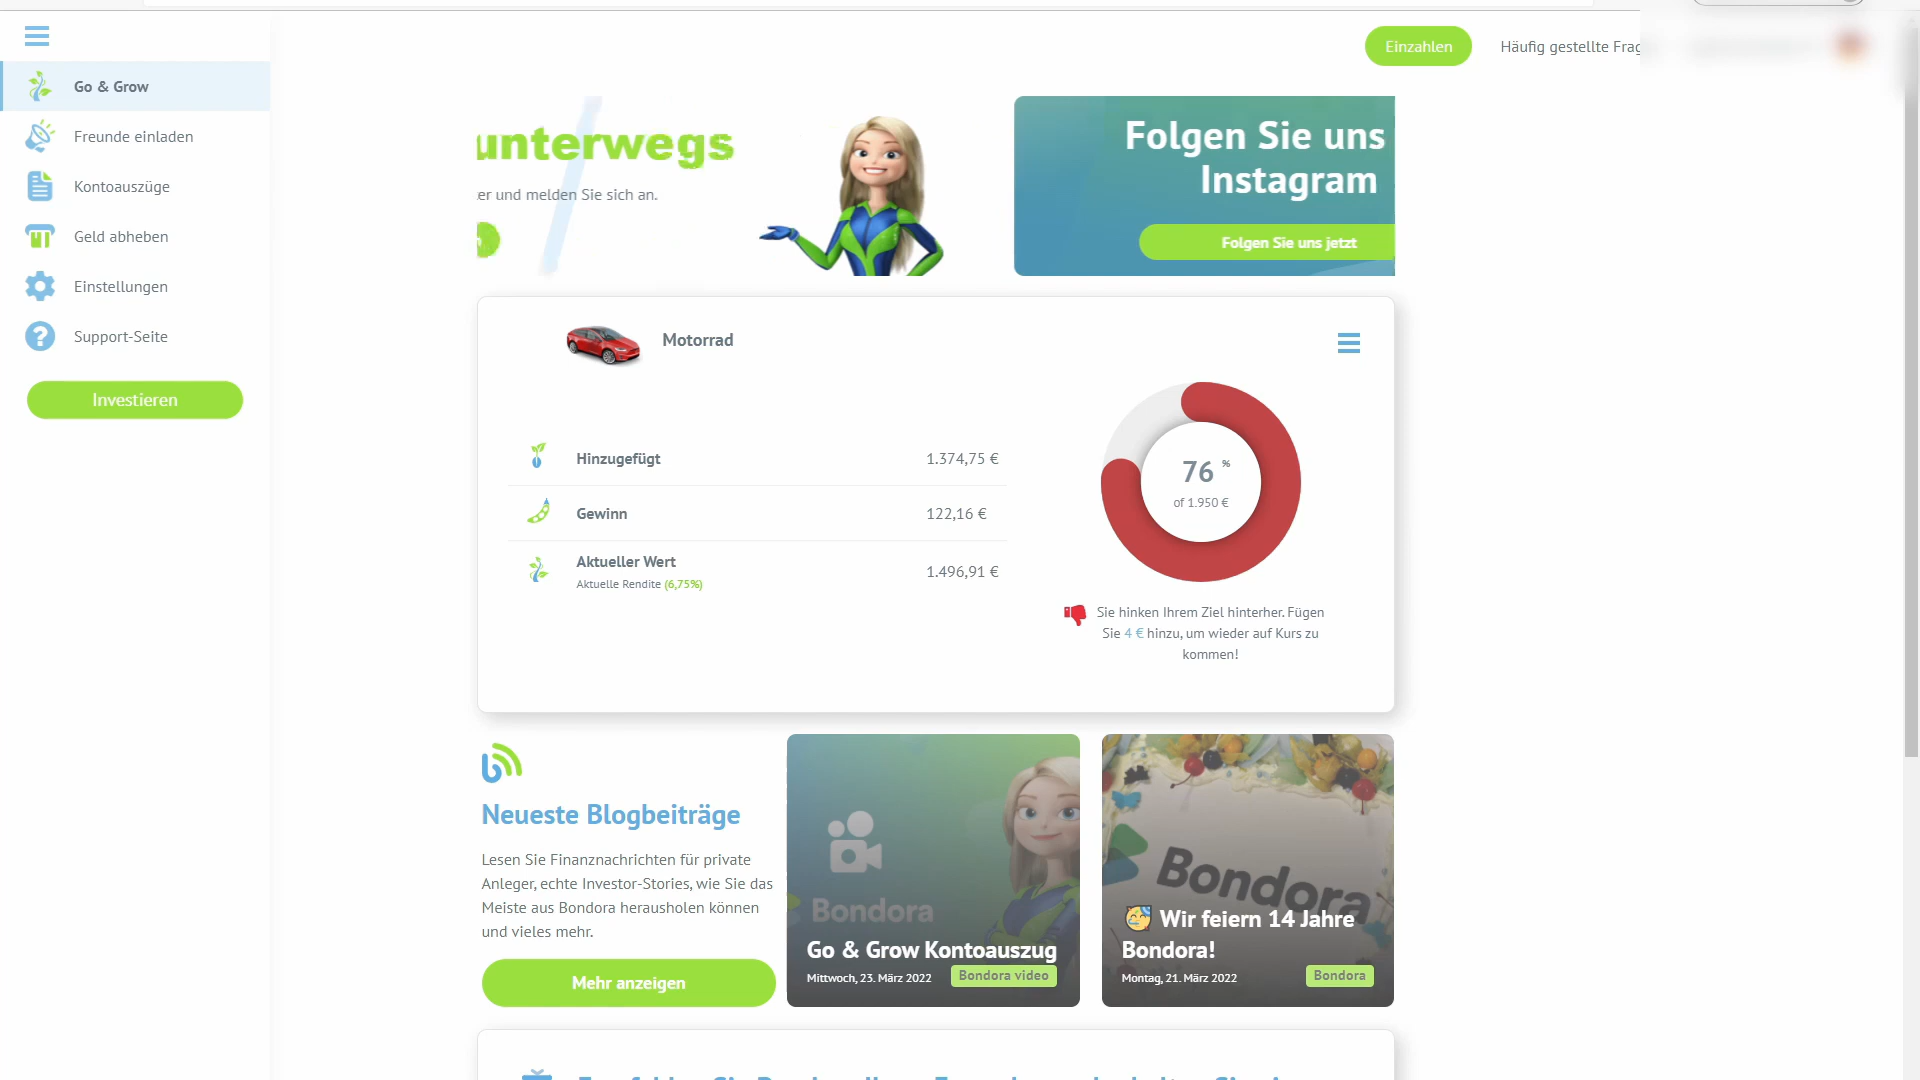 Einzahlen
Häufig gestellte Frag
Go & Grow
Freunde einladen
Kontoauszüge
Geld abheben
Einstellungen
Support-Seite
Investieren
unterwegs
er und melden Sie sich an.
Folgen Sie uns
Instagram
Folgen Sie uns jetzt
Motorrad
Hinzugefügt 1.374,75 €
Gewinn 122,16 €
Aktueller Wert
Aktuelle Rendite (6,75%)
1.496,91 €
76 %
of 1.950 €
Sie hinken Ihrem Ziel hinterher. Fügen
Sie 4 € hinzu, um wieder auf Kurs zu
kommen!
Neueste Blogbeiträge
Lesen Sie Finanznachrichten für private
Anleger, echte Investor-Stories, wie Sie das
Meiste aus Bondora herausholen können
und vieles mehr.
Mehr anzeigen
Bondora
Go & Grow Kontoauszug
Mittwoch, 23. März 2022
Bondora video
Bondora
Wir feiern 14 Jahre
Bondora!
Montag, 21. März 2022
Bondora